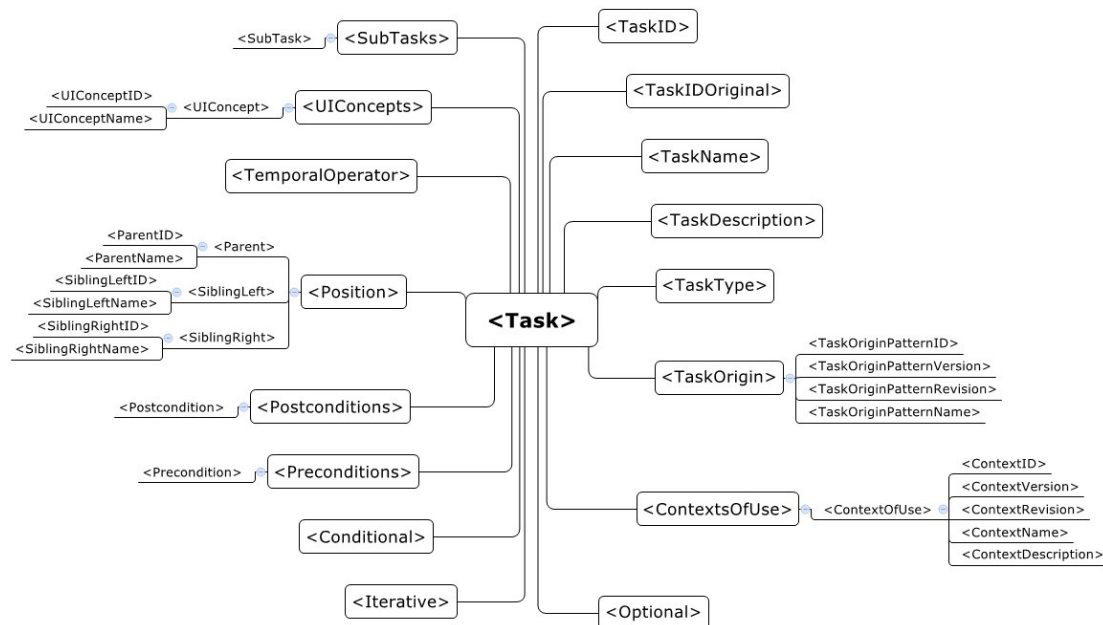 <Task>
<TaskID>
<TaskIDOriginal>
<TaskName>
<TaskDescription>
<TaskType>
<TaskOrigin>
<TaskOriginPatternID>
<TaskOriginPatternVersion>
<TaskOriginPatternRevision>
<TaskOriginPatternName>
<ContextsOfUse>
<ContextOfUse>
<ContextID>
<ContextVersion>
<ContextRevision>
<ContextName>
<ContextDescription>
<Optional>
<SubTasks>
<SubTask>
<UIConcepts>
<UIConcept>
<UIConceptID>
<UIConceptName>
<TemporalOperator>
<Position>
<Parent>
<ParentID>
<ParentName>
<SiblingLeft>
<SiblingLeftID>
<SiblingLeftName>
<SiblingRight>
<SiblingRightID>
<SiblingRightName>
<Postconditions>
<Postcondition>
<Preconditions>
<Precondition>
<Conditional>
<Iterative>